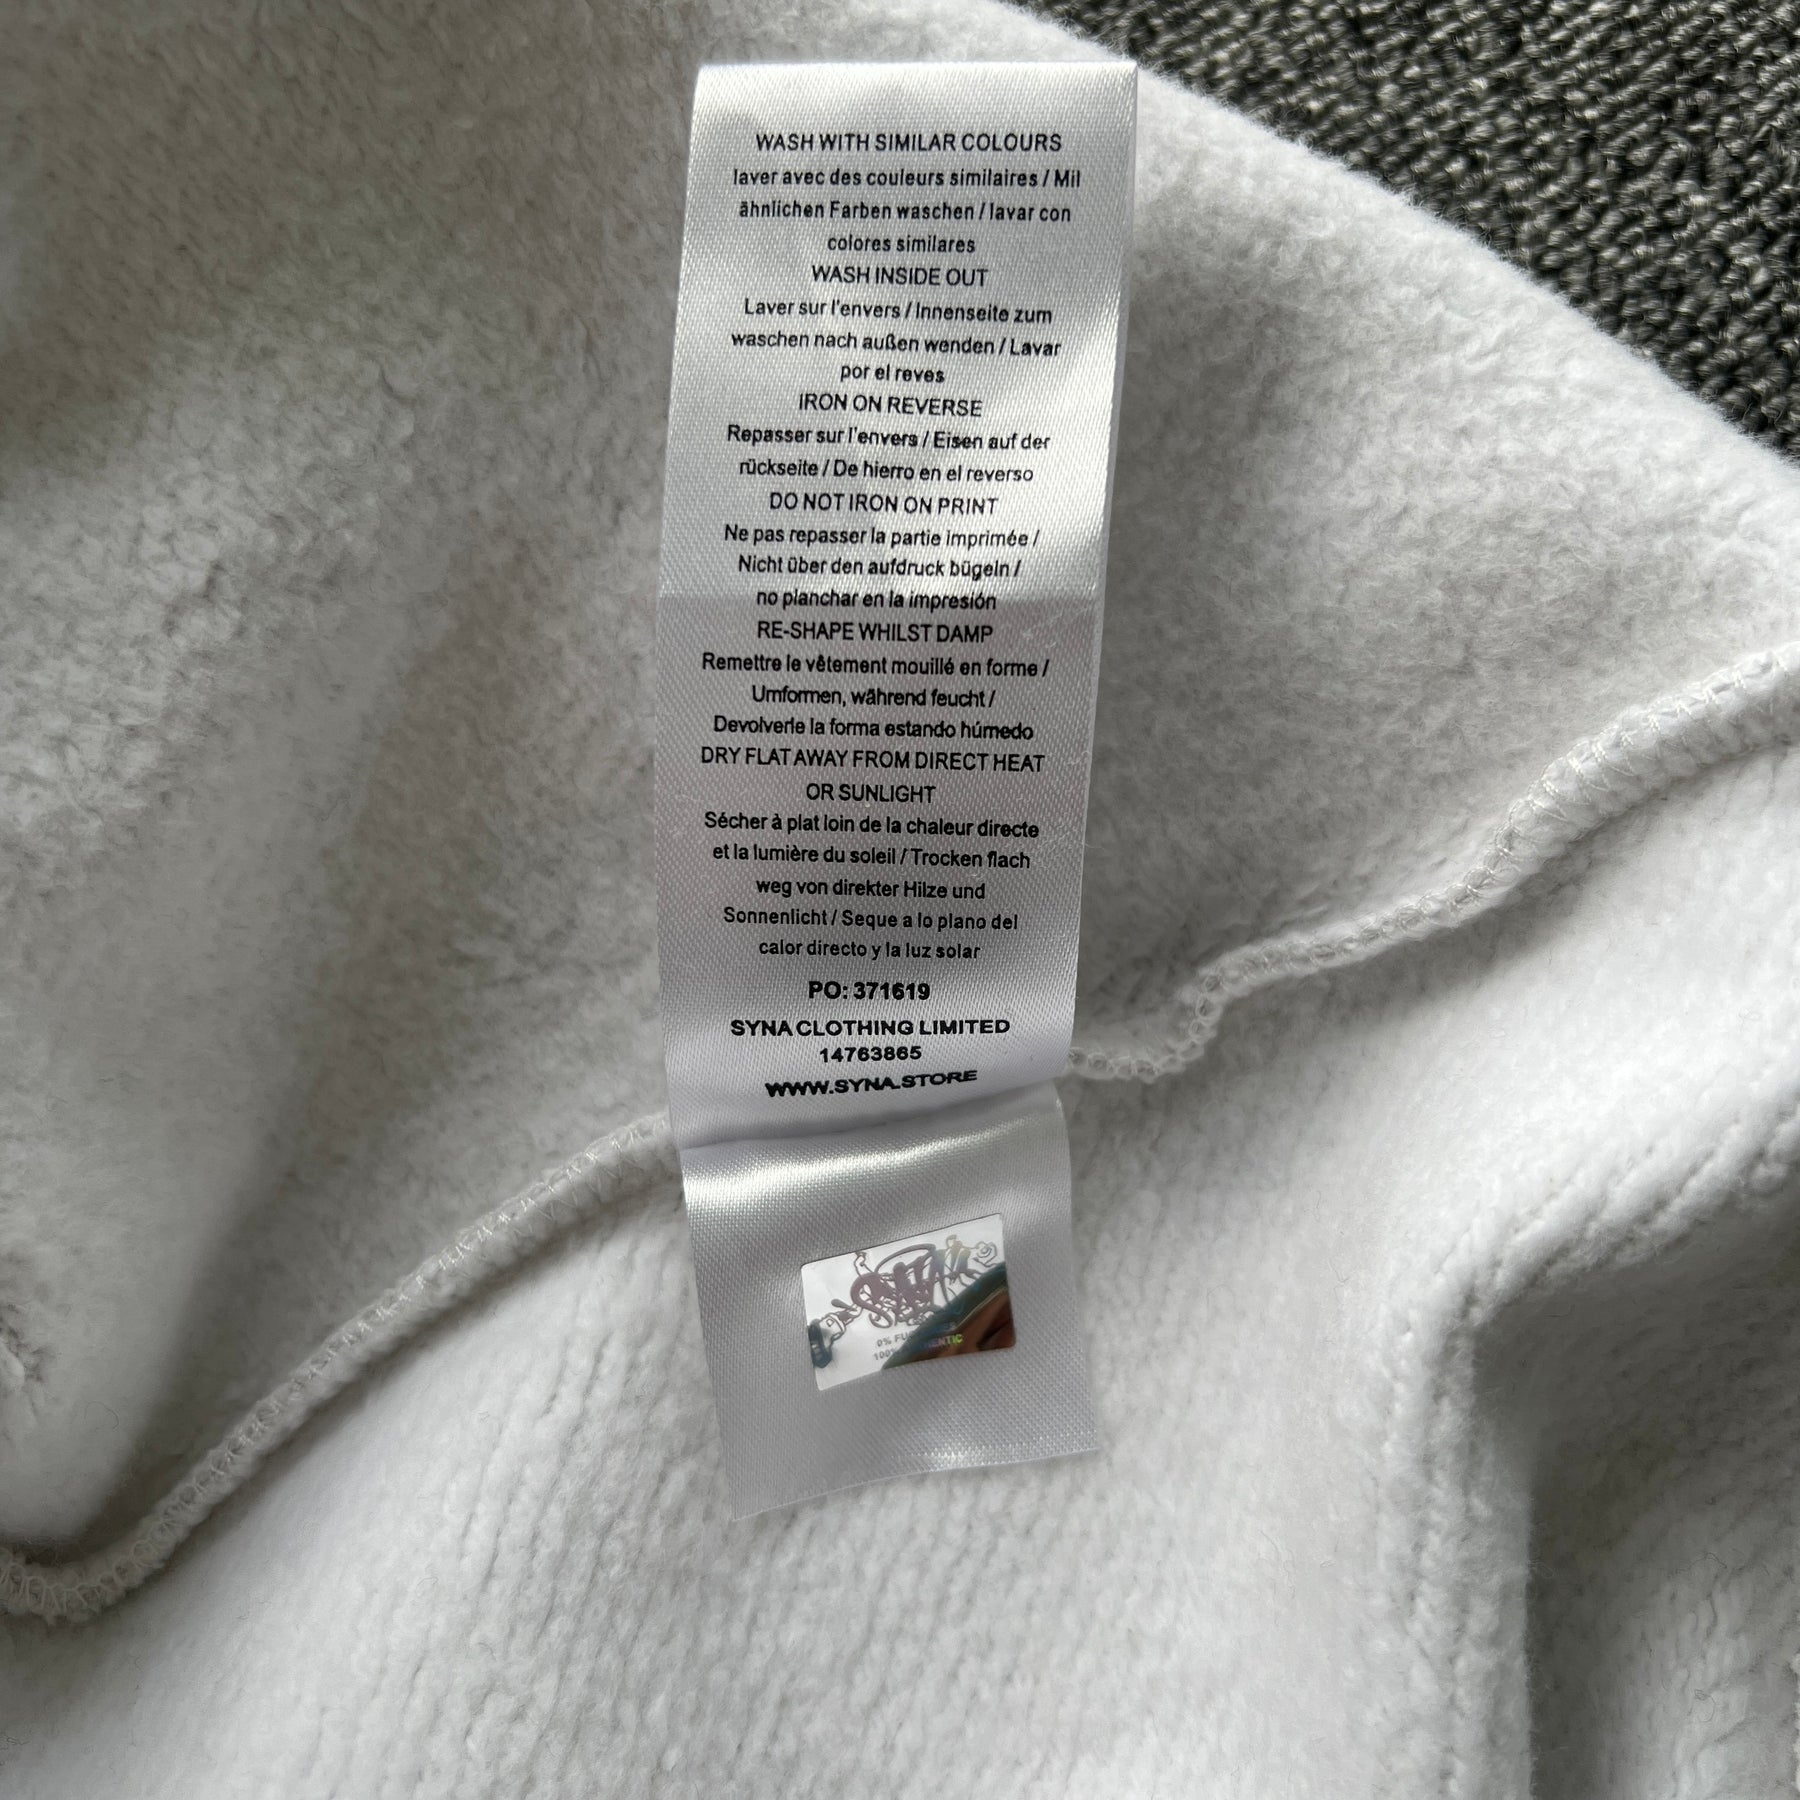 WASH WITH SIMILAR COLOURS
laver avec des couleurs similaires / Mil
ähnlichen Farben waschen / lavar con
colores similares
WASH INSIDE OUT
Laver sur l'envers / Innenseite zum
waschen nach außen wenden / Lavar
por el reves
IRON ON REVERSE
Repasser sur l'envers / Eisen auf der
rückseite / De hierro en el reverso
DO NOT IRON ON PRINT
Ne pas repasser la partie imprimée /
Nicht über den aufdruck bügeln /
no planchar en la impresión
RE-SHAPE WHILST DAMP
Remettre le vêtement mouillé en forme /
Umformen, während feucht /
Devolverle la forma estando húmedo
DRY FLAT AWAY FROM DIRECT HEAT
OR SUNLIGHT
Sécher à plat loin de la chaleur directe
et la lumière du soleil / Trocken flach
weg von direkter Hilze und
Sonnenlicht / Seque a lo plano del
calor directo y la luz solar
PO: 371619
SYNA CLOTHING LIMITED
14763865
WWW.SYNA.STORE
0%